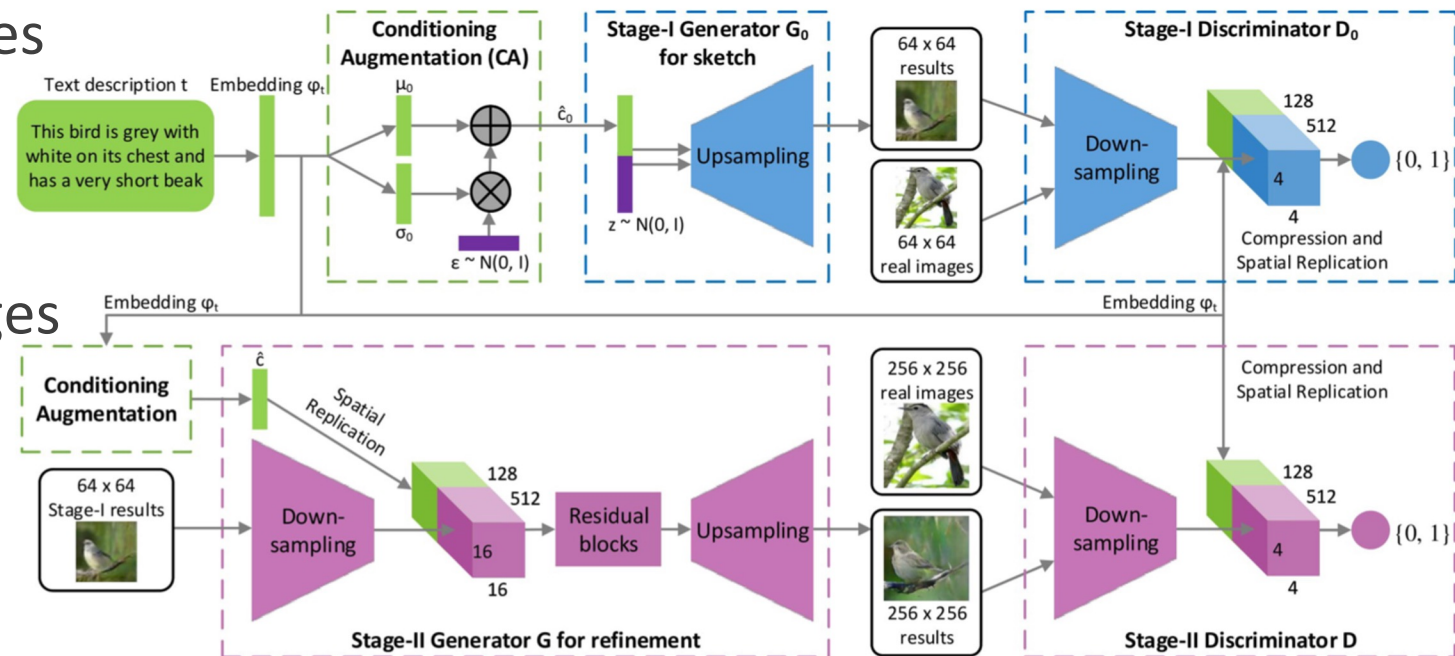 es
Text description t
Embedding φₜ
This bird is grey with
white on its chest and
has a very short beak
Conditioning
Augmentation (CA)
μ₀
σ₀
ε ~ N(0, I)
ĉ₀
Stage-I Generator G₀
for sketch
Upsampling
z ~ N(0, I)
64 x 64
results
64 x 64
real images
Stage-I Discriminator D₀
Down-
sampling
128
512
4
4
{0, 1}
Compression and
Spatial Replication
ges
Embedding φₜ
Embedding φₜ
Conditioning
Augmentation
64 x 64
Stage-I results
ĉ
Spatial
Replication
Down-
sampling
128
512
16
16
Residual
blocks
Upsampling
Stage-II Generator G for refinement
256 x 256
real images
256 x 256
results
Compression and
Spatial Replication
Down-
sampling
128
512
4
4
{0, 1}
Stage-II Discriminator D